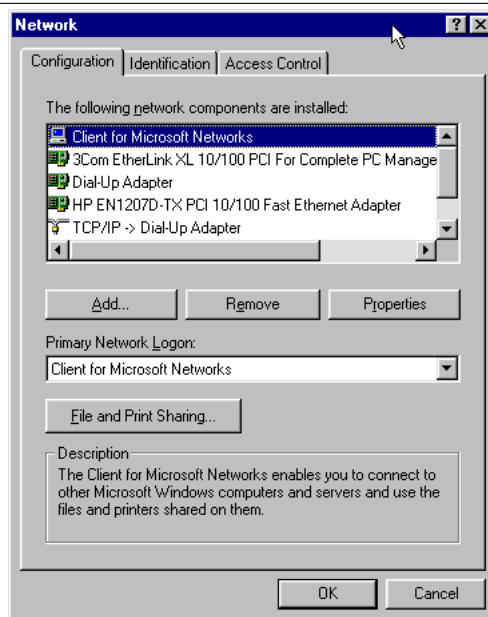 Network
Configuration Identification Access Control
The following network components are installed:
Client for Microsoft Networks
3Com EtherLink XL 10/100 PCI For Complete PC Manage
Dial-Up Adapter
HP EN1207D-TX PCI 10/100 Fast Ethernet Adapter
TCP/IP -> Dial-Up Adapter
Add... Remove Properties
Primary Network Logon:
Client for Microsoft Networks
File and Print Sharing...
Description
The Client for Microsoft Networks enables you to connect to
other Microsoft Windows computers and servers and use the
files and printers shared on them.
OK Cancel